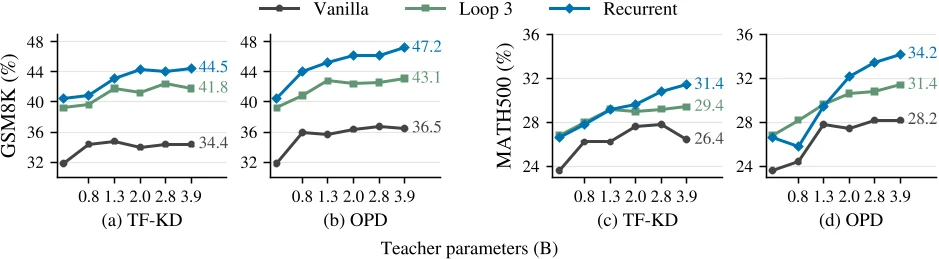 Vanilla Loop 3 Recurrent
GSM8K (%)
48
44
40
36
32
44.5
41.8
34.4
0.8 1.3 2.0 2.8 3.9
(a) TF-KD
48
44
40
36
32
47.2
43.1
36.5
0.8 1.3 2.0 2.8 3.9
(b) OPD
MATH500 (%)
36
32
28
24
31.4
29.4
26.4
0.8 1.3 2.0 2.8 3.9
(c) TF-KD
36
32
28
24
34.2
31.4
28.2
0.8 1.3 2.0 2.8 3.9
(d) OPD
Teacher parameters (B)